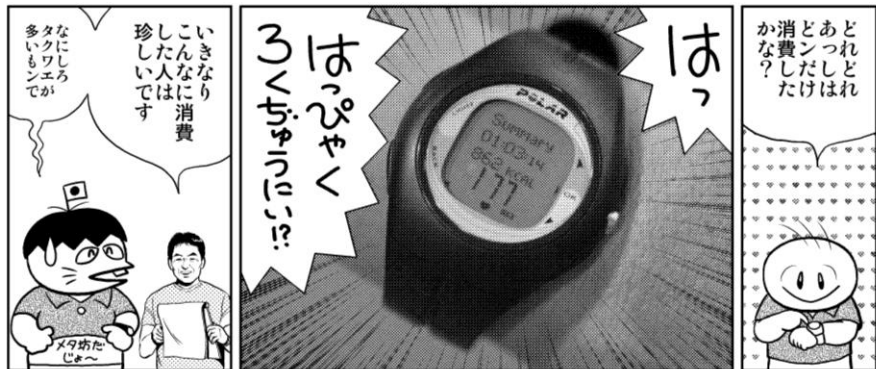 どれどれ
あっしは
どンだけ
消費した
かな?
はっ
はっぴゃく
ろくぢゅうにい!?
POLAR
Summary
01:03:14
862 KCAL
177
いきなり
こんなに消費
した人は
珍しいです
なにしろ
タクワエが
多いもンで
メタ坊だ
じょ〜